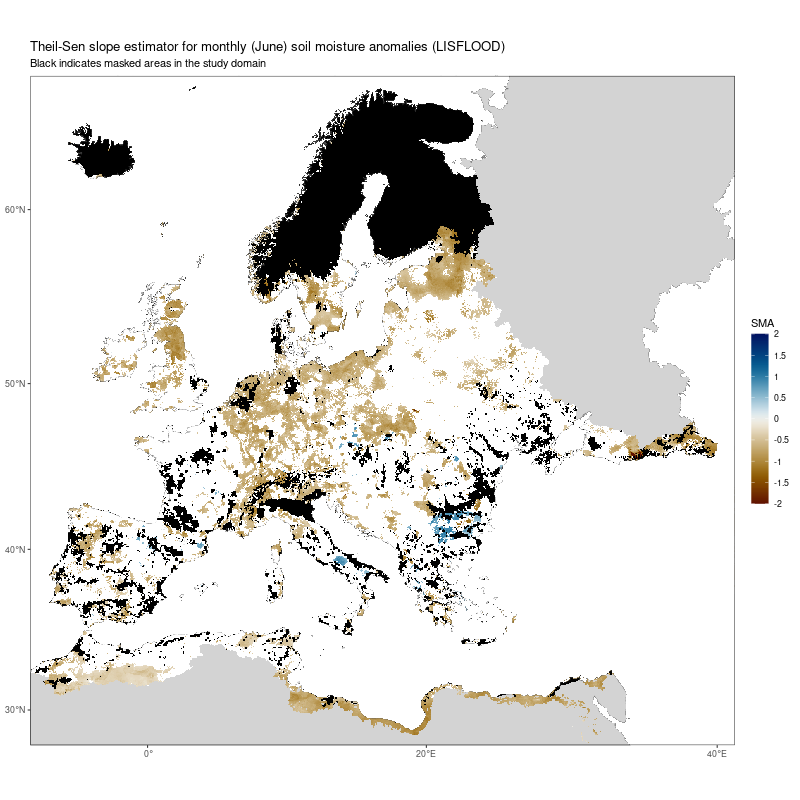 Theil-Sen slope estimator for monthly (June) soil moisture anomalies (LISFLOOD)
Black indicates masked areas in the study domain
60°N
50°N
40°N
30°N
0°
20°E
40°E
SMA
2
1.5
1
0.5
0
-0.5
-1
-1.5
-2